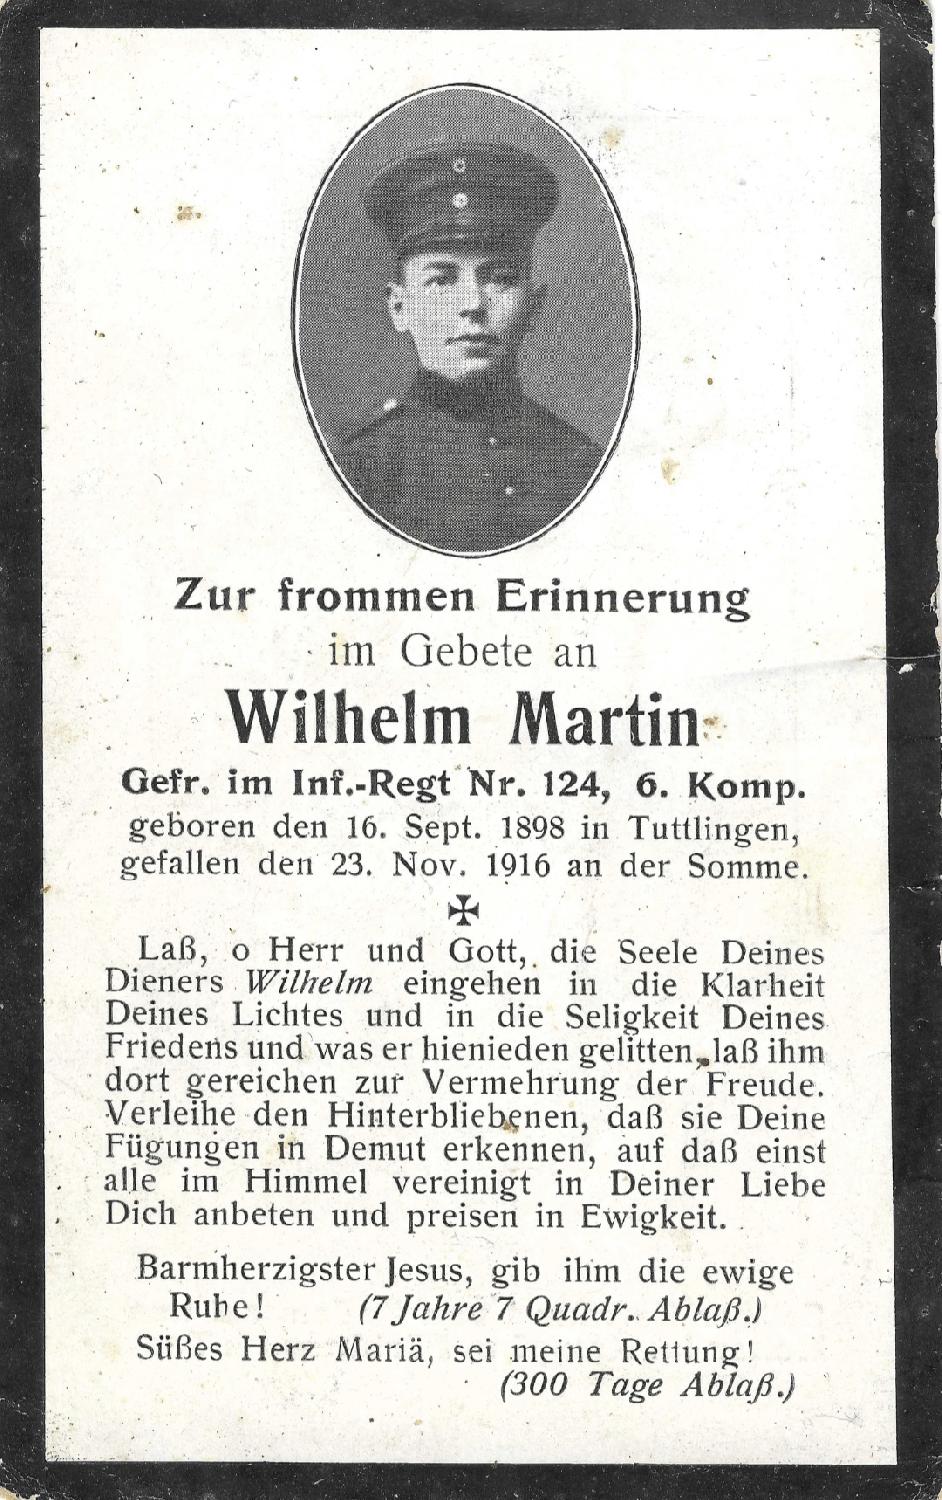 Zur frommen Erinnerung
im Gebete an
Wilhelm Martin
Gefr. im Inf.-Regt Nr. 124, 6. Komp.
geboren den 16. Sept. 1898 in Tuttlingen,
gefallen den 23. Nov. 1916 an der Somme.
✠
Laß, o Herr und Gott, die Seele Deines
Dieners Wilhelm eingehen in die Klarheit
Deines Lichtes und in die Seligkeit Deines
Friedens und was er hienieden gelitten, laß ihm
dort gereichen zur Vermehrung der Freude.
Verleihe den Hinterbliebenen, daß sie Deine
Fügungen in Demut erkennen, auf daß einst
alle im Himmel vereinigt in Deiner Liebe
Dich anbeten und preisen in Ewigkeit.
Barmherzigster Jesus, gib ihm die ewige
Ruhe! (7 Jahre 7 Quadr. Ablaß.)
Süßes Herz Mariä, sei meine Rettung!
(300 Tage Ablaß.)